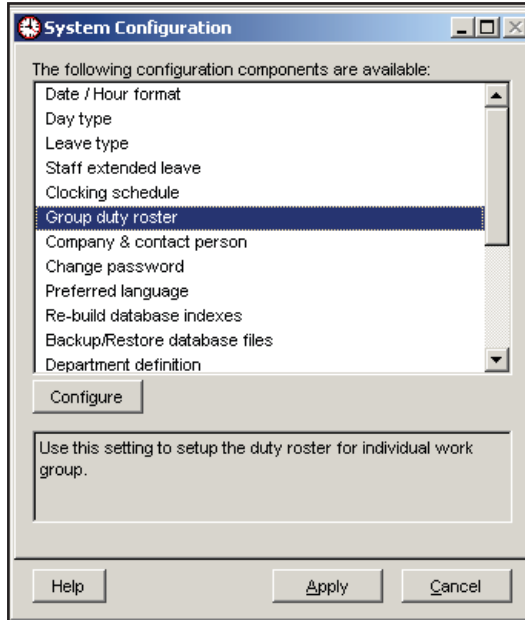 System Configuration
The following configuration components are available:
Date / Hour format
Day type
Leave type
Staff extended leave
Clocking schedule
Group duty roster
Company & contact person
Change password
Preferred language
Re-build database indexes
Backup/Restore database files
Department definition
Configure
Use this setting to setup the duty roster for individual work
group.
Help Apply Cancel